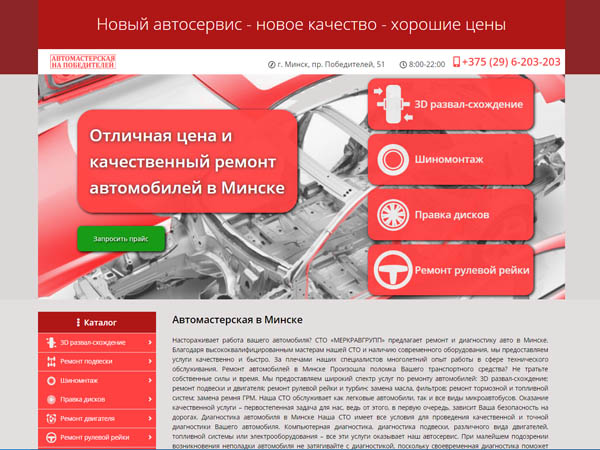 Новый автосервис - новое качество - хорошие цены
АВТОМАСТЕРСКАЯ
НА ПОБЕДИТЕЛЕЙ
г. Минск, пр. Победителей, 51
8:00-22:00
+375 (29) 6-203-203
Отличная цена и
качественный ремонт
автомобилей в Минске
Запросить прайс
3D развал-схождение
Шиномонтаж
Правка дисков
Ремонт рулевой рейки
Каталог
3D развал-схождение
Ремонт подвески
Шиномонтаж
Правка дисков
Ремонт двигателя
Ремонт рулевой рейки
Автомастерская в Минске
Настораживает работа вашего автомобиля? СТО «МЕРКРАВГРУПП» предлагает ремонт и диагностику авто в Минске.
Благодаря высококвалифицированным мастерам нашей СТО и наличию современного оборудования, мы предоставляем
услуги качественно и быстро. За плечами наших специалистов многолетний опыт работы в сфере технического
обслуживания. Ремонт автомобилей в Минске Произошла поломка Вашего транспортного средства? Не тратьте
собственные силы и время. Мы предоставляем широкий спектр услуг по ремонту автомобилей: 3D развал-схождение;
ремонт подвески и двигателя; ремонт рулевой рейки и турбин; замена масла, фильтров; ремонт тормозной и топливной
систем; замена ремня ГРМ. Наша СТО обслуживает как легковые автомобили, так и все виды микроавтобусов. Оказание
качественной услуги – первостепенная задача для нас, ведь от этого, в первую очередь, зависит Ваша безопасность на
дорогах. Диагностика автомобиля в Минске Наша СТО имеет все условия для проведения качественной и точной
диагностики Вашего автомобиля. Компьютерная диагностика, диагностика подвески, различного вида двигателей,
топливной системы или электрооборудования – все эти услуги оказывает наш автосервис. При малейшем подозрении
возникновения неполадки автомобиля не затягивайте с диагностикой, поскольку своевременная диагностика поможет